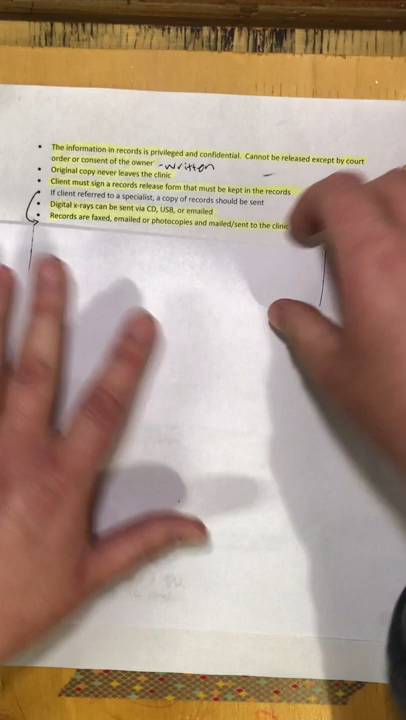 • The information in records is privileged and confidential. Cannot be released except by court
order or consent of the owner -written
• Original copy never leaves the clinic
• Client must sign a records release form that must be kept in the records
• If client referred to a specialist, a copy of records should be sent
• Digital x-rays can be sent via CD, USB, or emailed
• Records are faxed, emailed or photocopies and mailed/sent to the clinic